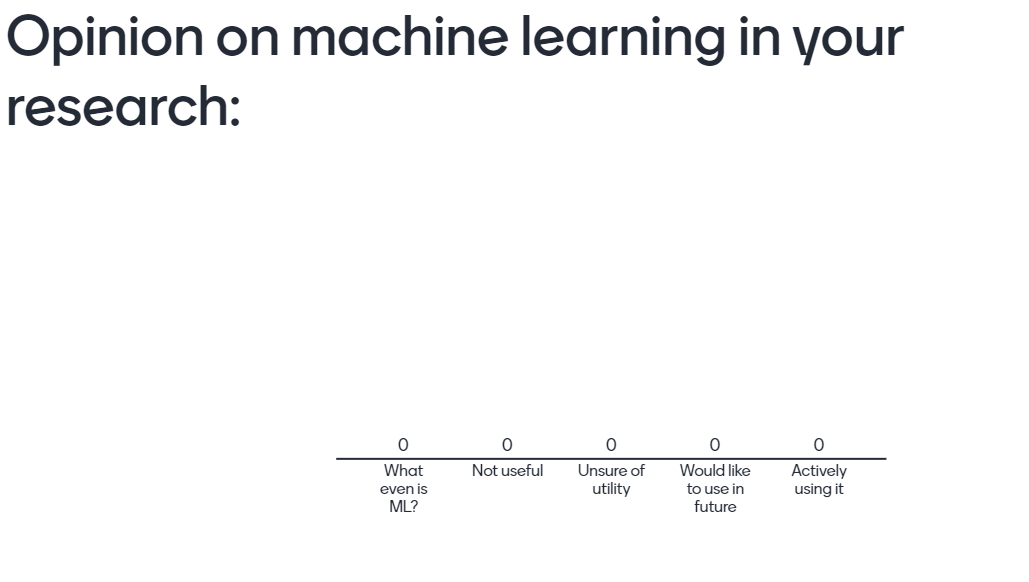 Opinion on machine learning in your
research:
0 0 0 0 0
What even is ML?
Not useful
Unsure of utility
Would like to use in future
Actively using it